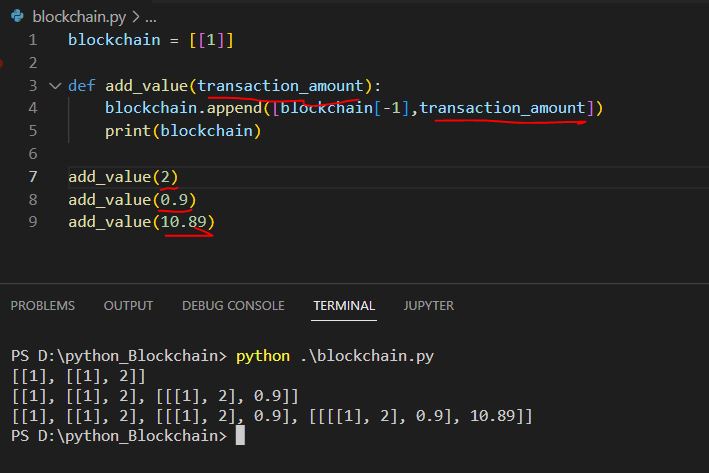 blockchain.py > ...
1 blockchain = [[1]]
2
3 def add_value(transaction_amount):
4     blockchain.append([blockchain[-1],transaction_amount])
5     print(blockchain)
6
7 add_value(2)
8 add_value(0.9)
9 add_value(10.89)
PROBLEMS OUTPUT DEBUG CONSOLE TERMINAL JUPYTER
PS D:\python_Blockchain> python .\blockchain.py
[[1], [[1], 2]]
[[1], [[1], 2], [[[1], 2], 0.9]]
[[1], [[1], 2], [[[1], 2], 0.9], [[[[1], 2], 0.9], 10.89]]
PS D:\python_Blockchain>